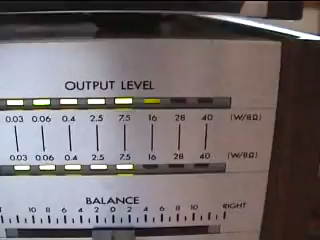 OUTPUT LEVEL
0.03 0.06 0.4 2.5 7.5 16 28 40 (W/8Ω)
0.03 0.06 0.4 2.5 7.5 16 28 40 (W/8Ω)
BALANCE
10 8 6 4 2 0 2 4 6 8 10 RIGHT